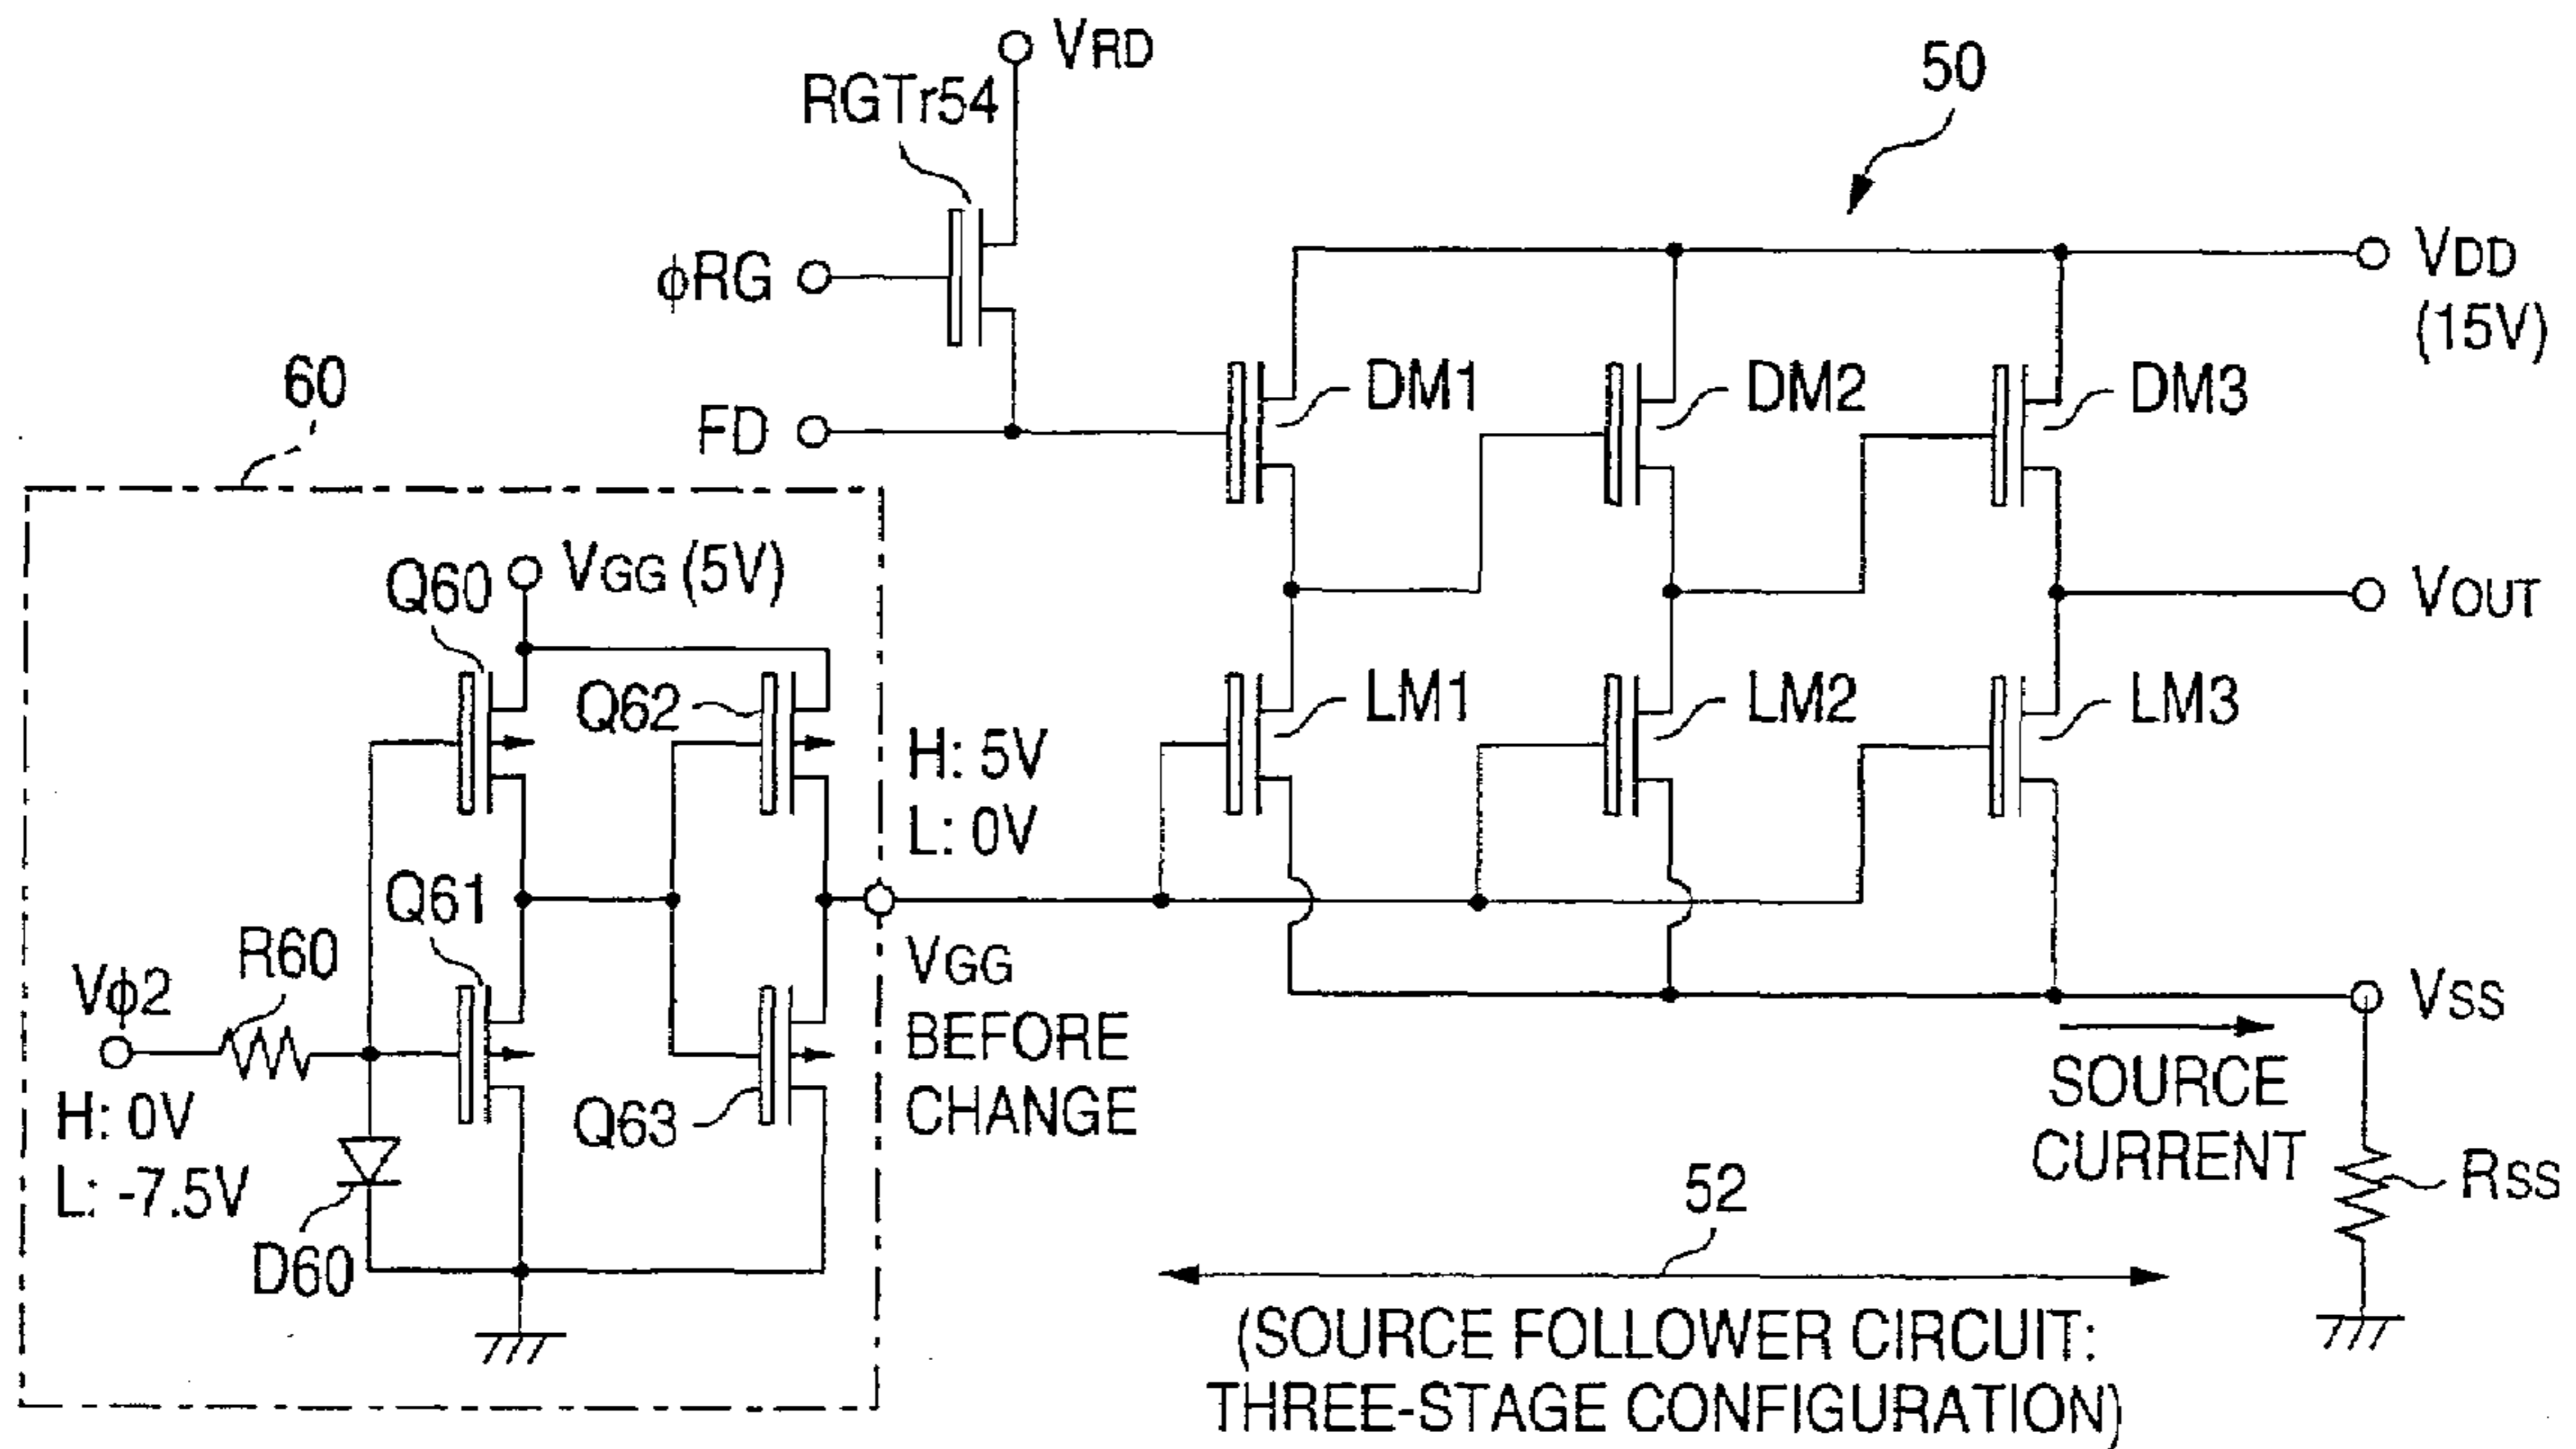 VRD
RGTr54
50
φRG
VDD
(15V)
60
FD
DM1
DM2
DM3
Q60
VGG (5V)
VOUT
Q62
H: 5V
L: 0V
LM1
LM2
LM3
Q61
R60
Vφ2
VGG
BEFORE
CHANGE
VSS
SOURCE
CURRENT
H: 0V
L: -7.5V
Q63
RSS
D60
52
(SOURCE FOLLOWER CIRCUIT:
THREE-STAGE CONFIGURATION)